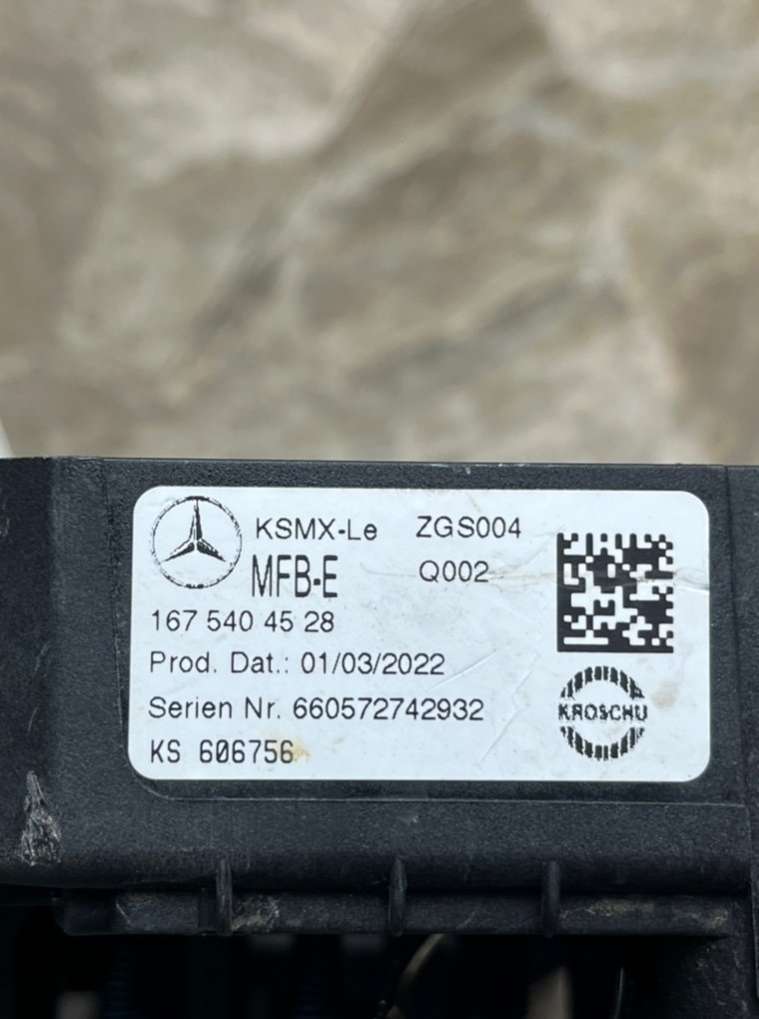 KSMX-Le ZGS004
MFB-E Q002
167 540 45 28
Prod. Dat.: 01/03/2022
Serien Nr. 660572742932
KROSCHU
KS 606756